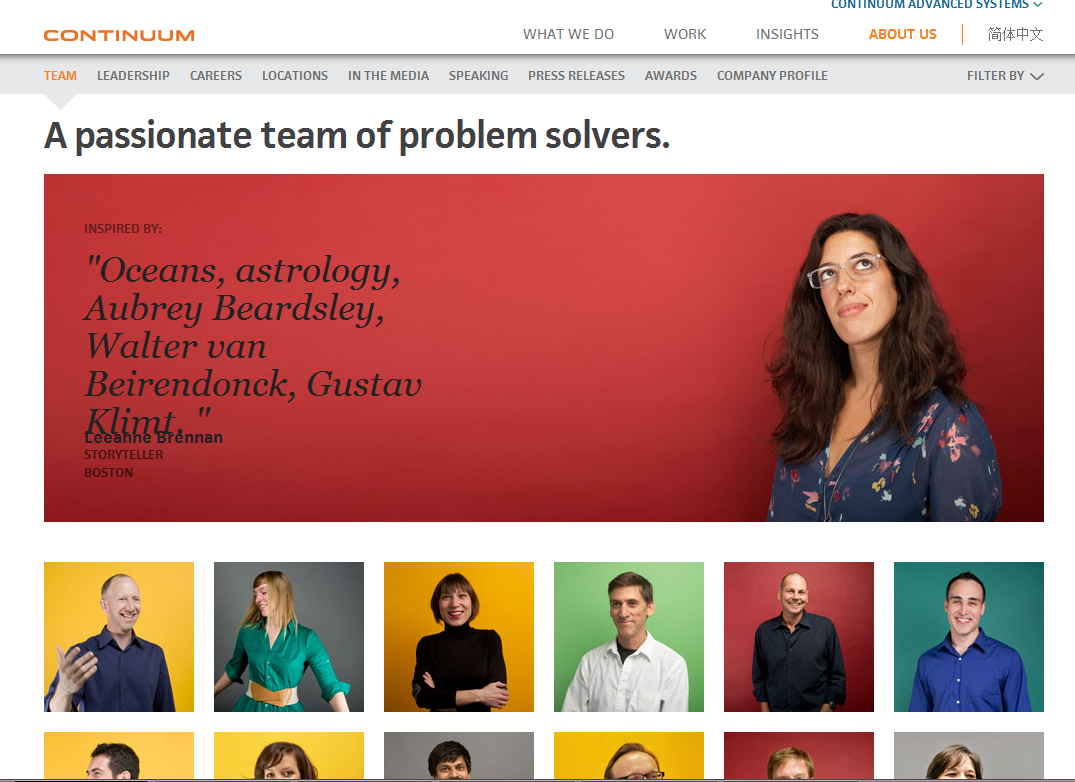 CONTINUUM ADVANCED SYSTEMS
CONTINUUM
WHAT WE DO WORK INSIGHTS ABOUT US 简体中文
TEAM LEADERSHIP CAREERS LOCATIONS IN THE MEDIA SPEAKING PRESS RELEASES AWARDS COMPANY PROFILE FILTER BY
A passionate team of problem solvers.
INSPIRED BY:
"Oceans, astrology,
Aubrey Beardsley,
Walter van
Beirendonck, Gustav
Klimt. "
Leeanne Brennan
STORYTELLER
BOSTON